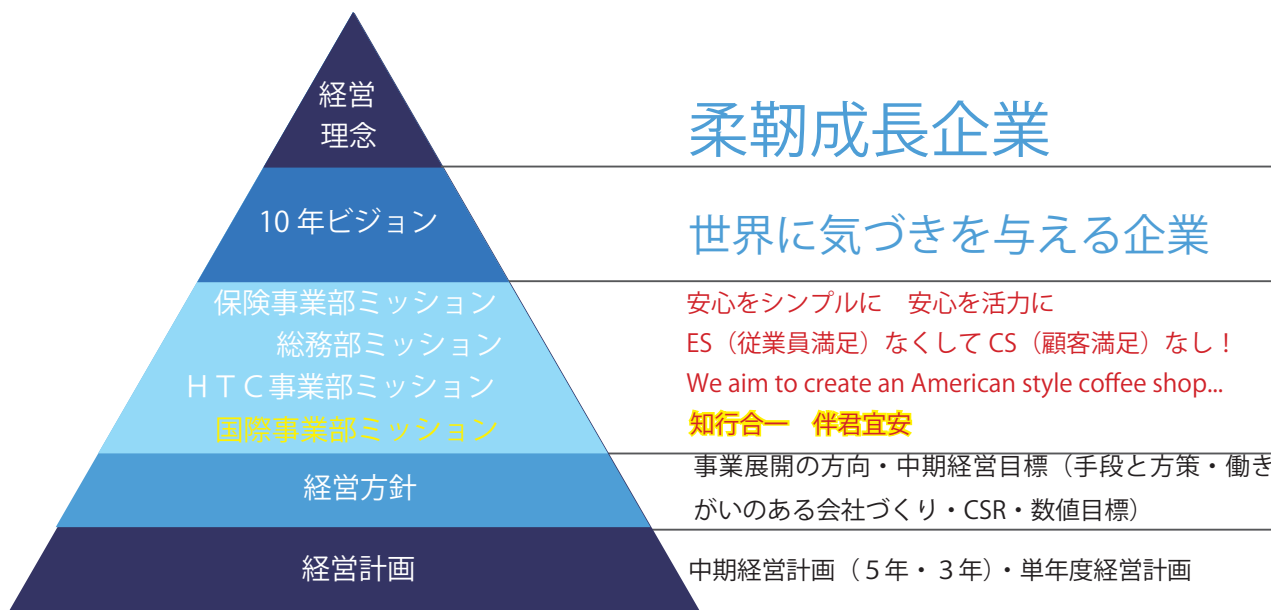 経営
理念
柔靭成長企業
10 年ビジョン
世界に気づきを与える企業
保険事業部ミッション
安心をシンプルに　安心を活力に
総務部ミッション
ES（従業員満足）なくして CS（顧客満足）なし！
ＨＴＣ事業部ミッション
We aim to create an American style coffee shop...
国際事業部ミッション
知行合一　伴君宜安
経営方針
事業展開の方向・中期経営目標（手段と方策・働き
がいのある会社づくり・CSR・数値目標）
経営計画
中期経営計画（５年・３年）・単年度経営計画